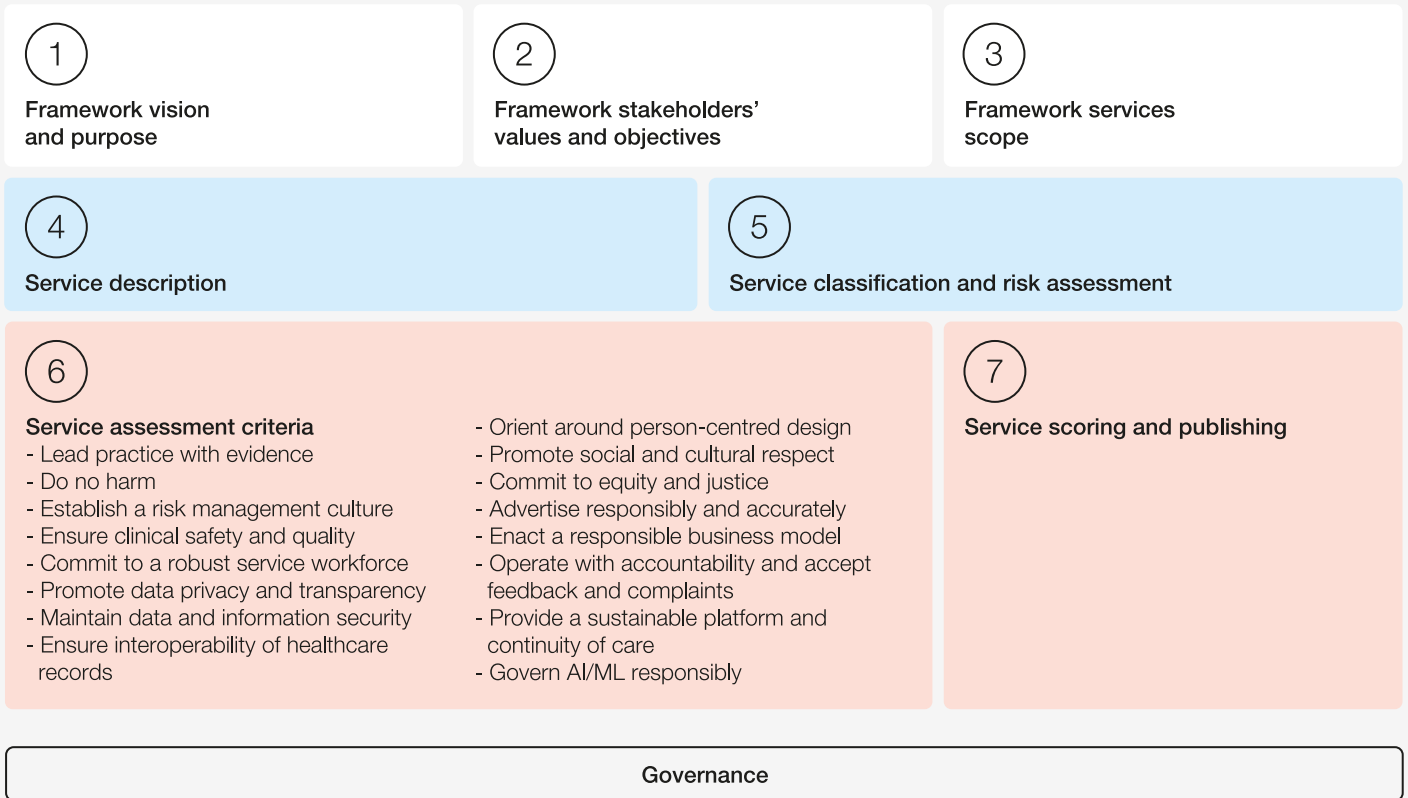 1
Framework vision
and purpose
2
Framework stakeholders’
values and objectives
3
Framework services
scope
4
Service description
5
Service classification and risk assessment
6
Service assessment criteria
- Lead practice with evidence
- Do no harm
- Establish a risk management culture
- Ensure clinical safety and quality
- Commit to a robust service workforce
- Promote data privacy and transparency
- Maintain data and information security
- Ensure interoperability of healthcare
records
- Orient around person-centred design
- Promote social and cultural respect
- Commit to equity and justice
- Advertise responsibly and accurately
- Enact a responsible business model
- Operate with accountability and accept
feedback and complaints
- Provide a sustainable platform and
continuity of care
- Govern AI/ML responsibly
7
Service scoring and publishing
Governance